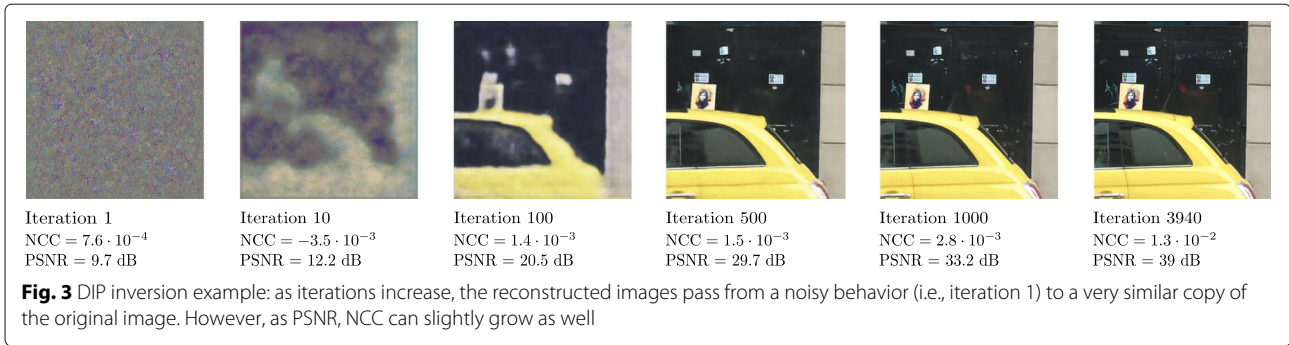 Iteration 1
NCC = 7.6 · 10⁻⁴
PSNR = 9.7 dB
Iteration 10
NCC = −3.5 · 10⁻³
PSNR = 12.2 dB
Iteration 100
NCC = 1.4 · 10⁻³
PSNR = 20.5 dB
Iteration 500
NCC = 1.5 · 10⁻³
PSNR = 29.7 dB
Iteration 1000
NCC = 2.8 · 10⁻³
PSNR = 33.2 dB
Iteration 3940
NCC = 1.3 · 10⁻²
PSNR = 39 dB
Fig. 3 DIP inversion example: as iterations increase, the reconstructed images pass from a noisy behavior (i.e., iteration 1) to a very similar copy of
the original image. However, as PSNR, NCC can slightly grow as well